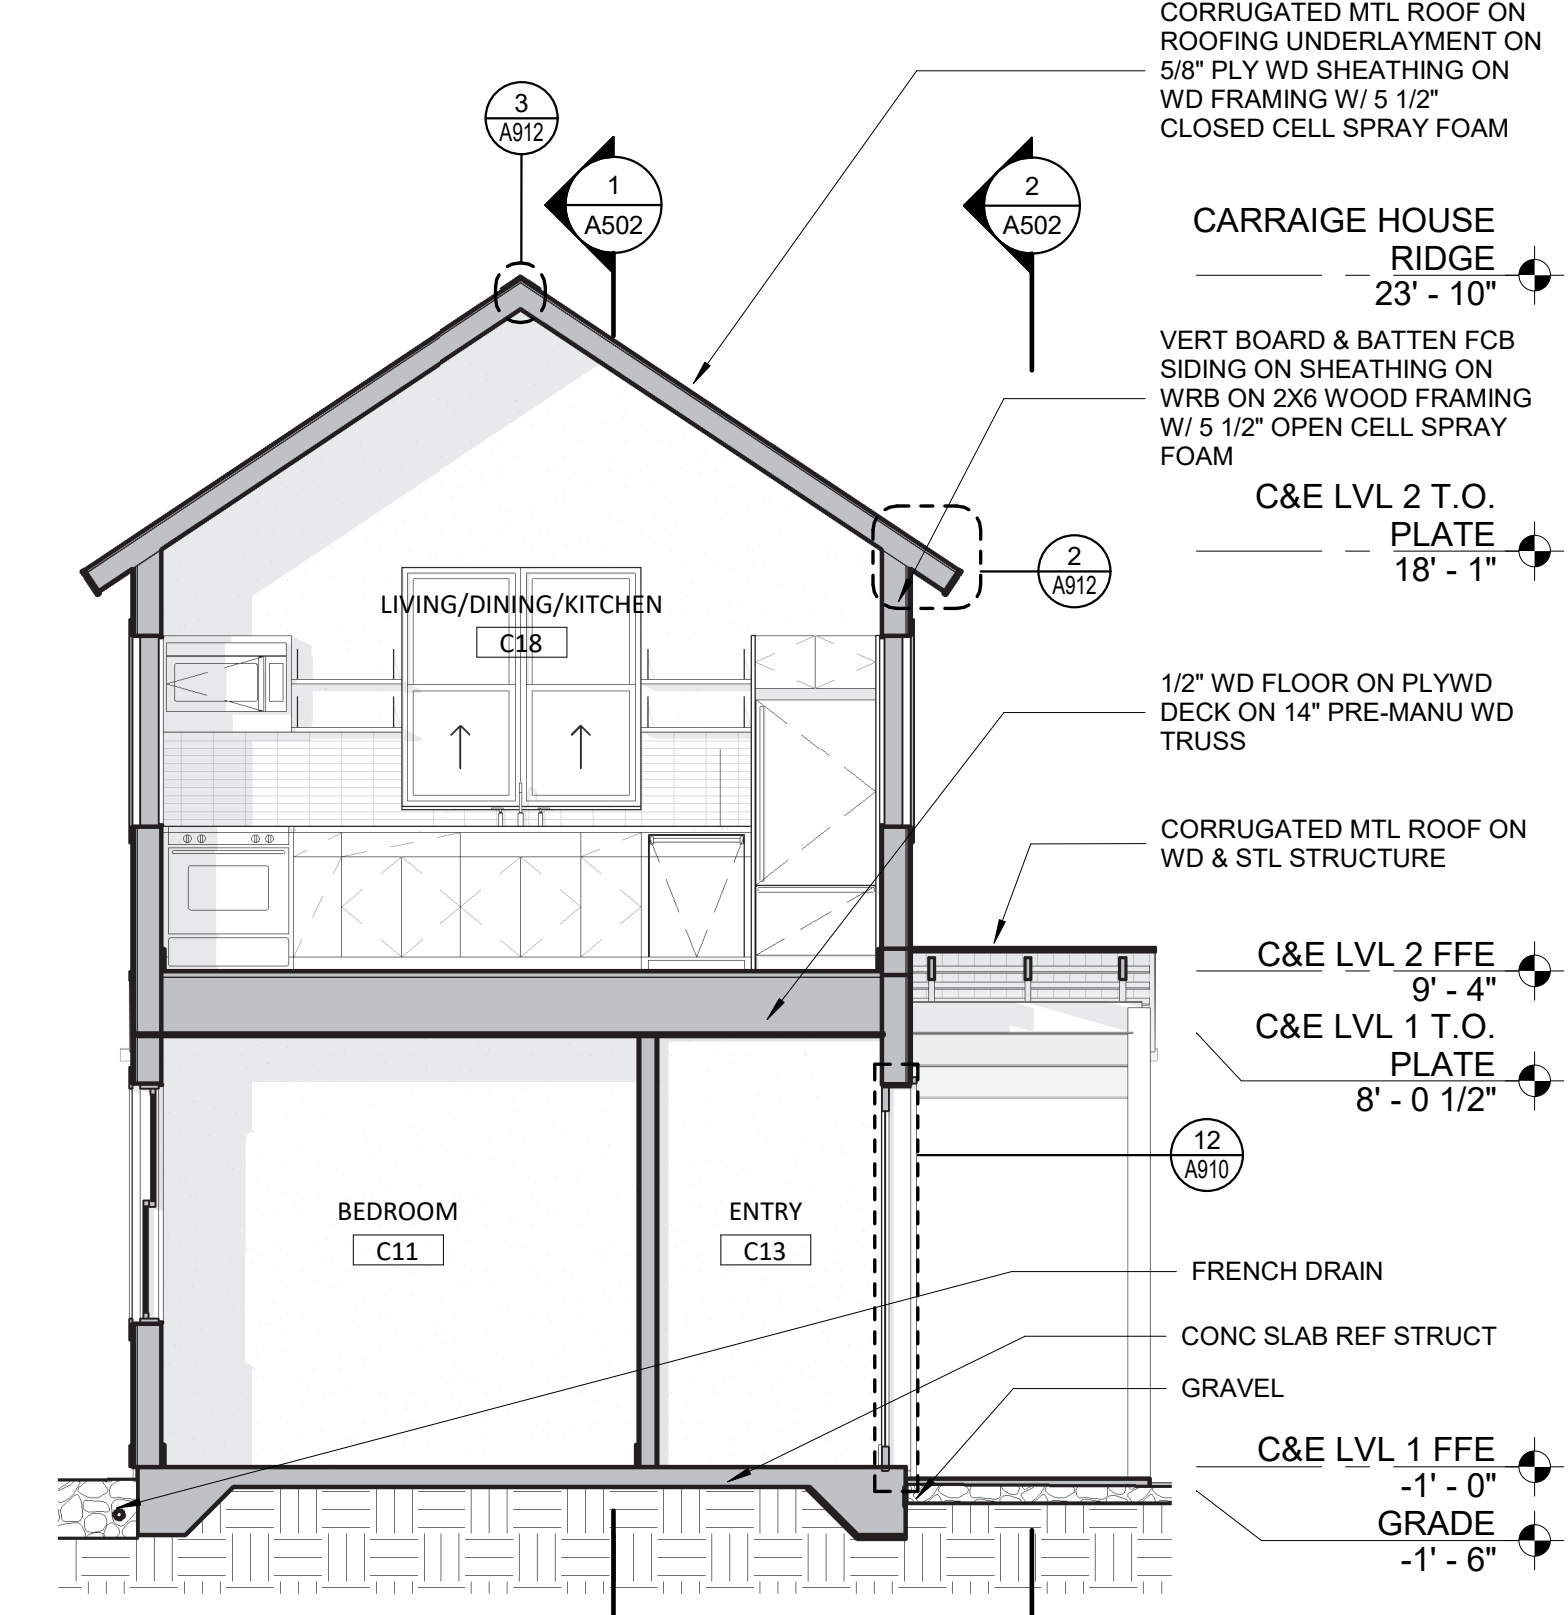 CORRUGATED MTL ROOF ON
ROOFING UNDERLAYMENT ON
5/8" PLY WD SHEATHING ON
WD FRAMING W/ 5 1/2"
CLOSED CELL SPRAY FOAM
3
A912
1
A502
2
A502
CARRAIGE HOUSE
RIDGE
23' - 10"
VERT BOARD & BATTEN FCB
SIDING ON SHEATHING ON
WRB ON 2X6 WOOD FRAMING
W/ 5 1/2" OPEN CELL SPRAY
FOAM
C&E LVL 2 T.O.
PLATE
18' - 1"
2
A912
LIVING/DINING/KITCHEN
C18
1/2" WD FLOOR ON PLYWD
DECK ON 14" PRE-MANU WD
TRUSS
CORRUGATED MTL ROOF ON
WD & STL STRUCTURE
C&E LVL 2 FFE
9' - 4"
C&E LVL 1 T.O.
PLATE
8' - 0 1/2"
12
A910
BEDROOM
C11
ENTRY
C13
FRENCH DRAIN
CONC SLAB REF STRUCT
GRAVEL
C&E LVL 1 FFE
-1' - 0"
GRADE
-1' - 6"